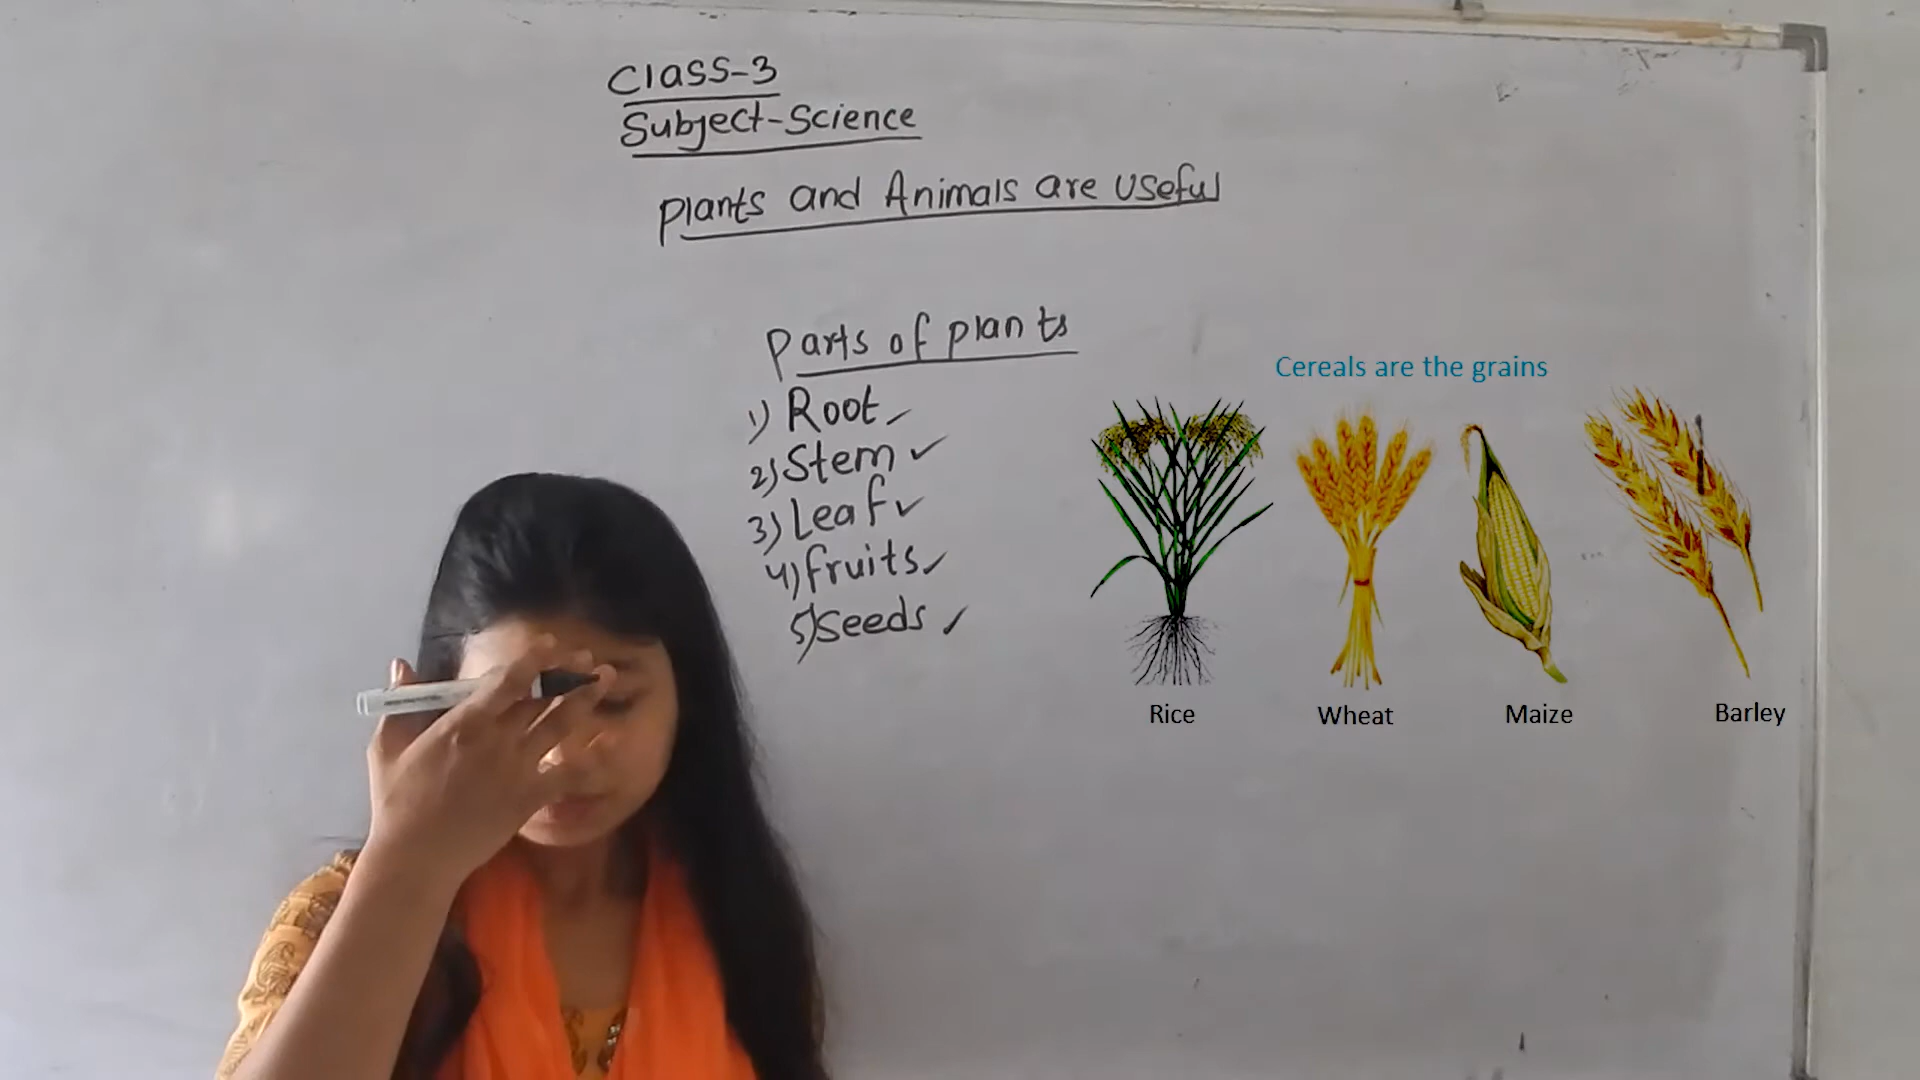 Class-3
Subject-Science
Plants and Animals are Useful
Parts of plants
1) Root
2) Stem
3) Leaf
4) fruits
5) Seeds
Cereals are the grains
Rice Wheat Maize Barley